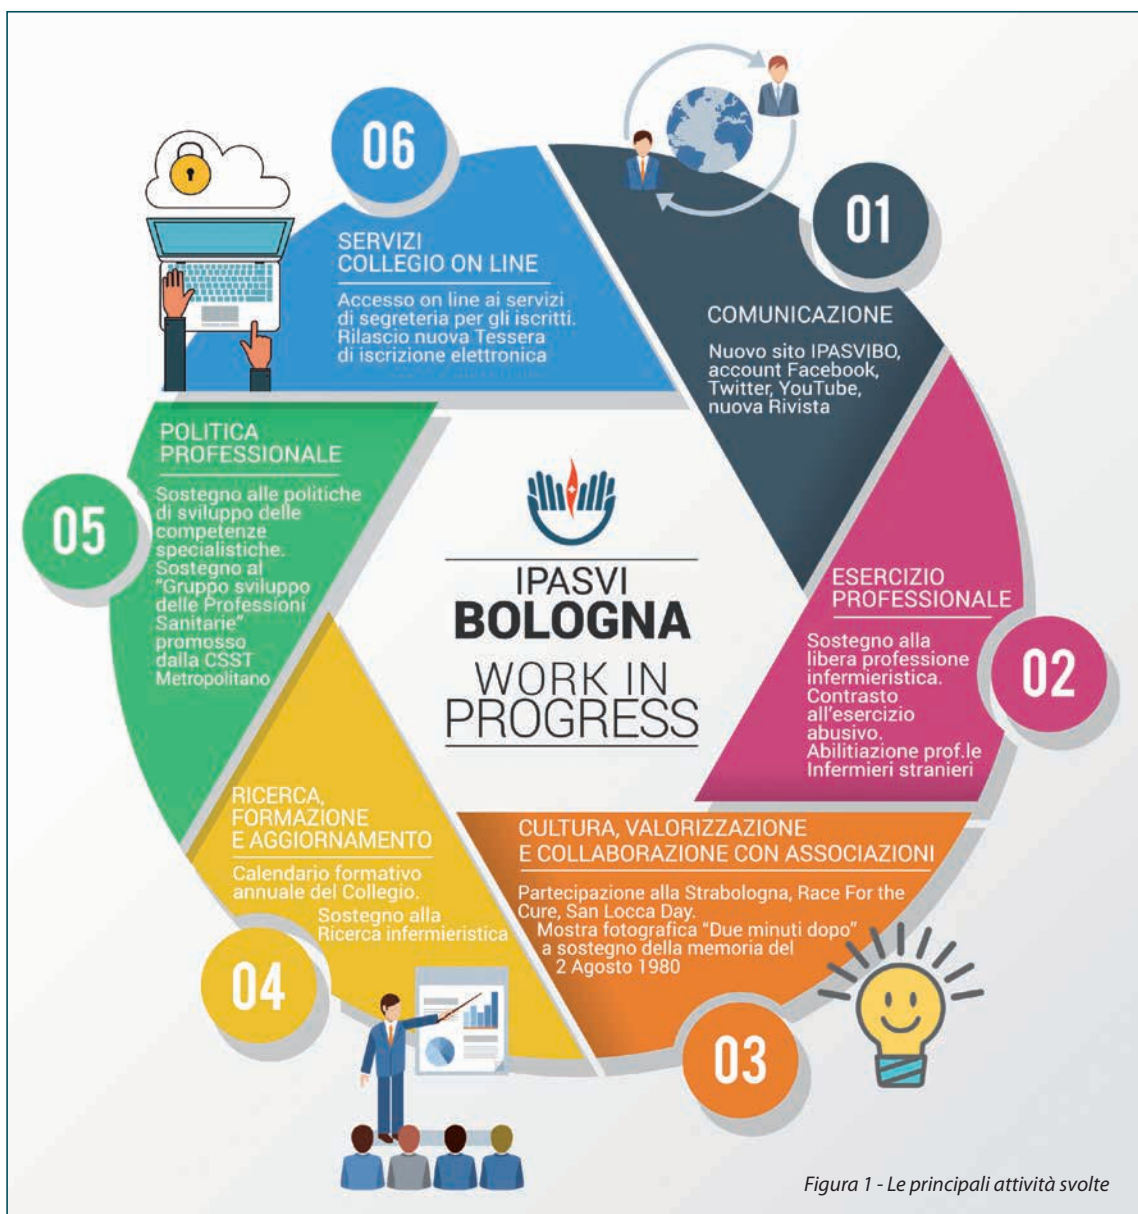 01
COMUNICAZIONE
Nuovo sito IPASVIBO,
account Facebook,
Twitter, YouTube,
nuova Rivista
ESERCIZIO
PROFESSIONALE
02
Sostegno alla
libera professione
infermieristica.
Contrasto
all'esercizio
abusivo.
Abilitiazione prof.le
Infermieri stranieri
CULTURA, VALORIZZAZIONE
E COLLABORAZIONE CON ASSOCIAZIONI
Partecipazione alla Strabologna, Race For the
Cure, San Locca Day.
Mostra fotografica "Due minuti dopo"
a sostegno della memoria del
2 Agosto 1980
03
RICERCA,
FORMAZIONE
E AGGIORNAMENTO
Calendario formativo
annuale del Collegio.
Sostegno alla
Ricerca infermieristica
04
POLITICA
PROFESSIONALE
05
Sostegno alle politiche
di sviluppo delle
competenze
specialistiche.
Sostegno al
"Gruppo sviluppo
delle Professioni
Sanitarie"
promosso
dalla CSST
Metropolitano
06
SERVIZI
COLLEGIO ON LINE
Accesso on line ai servizi
di segreteria per gli iscritti.
Rilascio nuova Tessera
di iscrizione elettronica
IPASVI
BOLOGNA
WORK IN
PROGRESS
Figura 1 - Le principali attività svolte